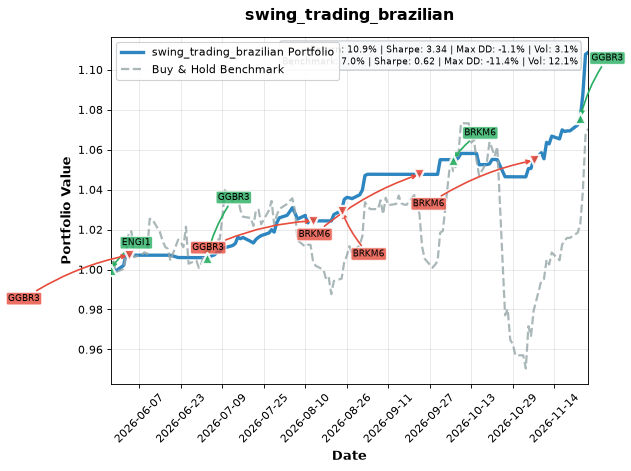 swing_trading_brazilian
swing_trading_brazilian Portfolio
Buy & Hold Benchmark
10.9% | Sharpe: 3.34 | Max DD: -1.1% | Vol: 3.1%
7.0% | Sharpe: 0.62 | Max DD: -11.4% | Vol: 12.1%
GGBR3
BRKM6
GGBR3
ENGI1
GGBR3
BRKM6
BRKM6
BRKM6
BRKM6
GGBR3
GGBR3
Portfolio Value
1.10
1.08
1.06
1.04
1.02
1.00
0.98
0.96
2026-06-07
2026-06-23
2026-07-09
2026-07-25
2026-08-10
2026-08-26
2026-09-11
2026-09-27
2026-10-13
2026-10-29
2026-11-14
Date